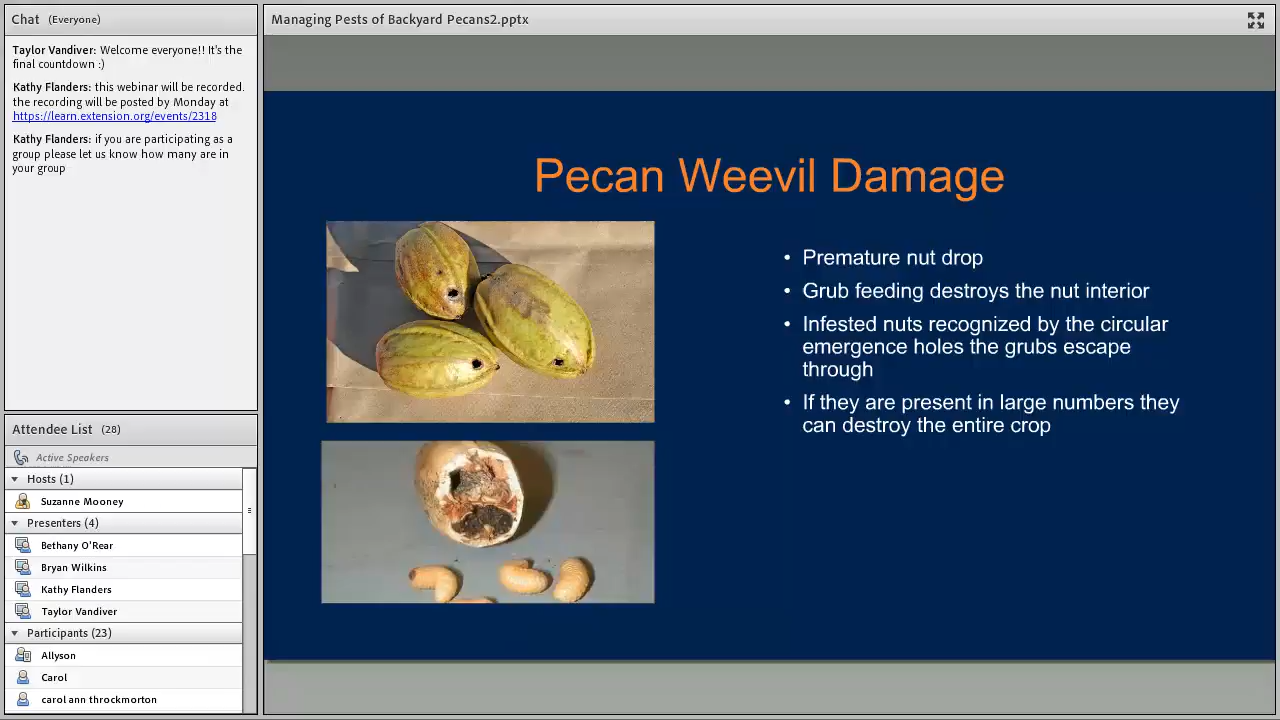 Chat (Everyone)
Taylor Vandiver: Welcome everyone!! It's the
final countdown :)
Kathy Flanders: this webinar will be recorded.
the recording will be posted by Monday at
https://learn.extension.org/events/2318
Kathy Flanders: if you are participating as a
group please let us know how many are in
your group
Attendee List (28)
Active Speakers
Hosts (1)
Suzanne Mooney
Presenters (4)
Bethany O'Rear
Bryan Wilkins
Kathy Flanders
Taylor Vandiver
Participants (23)
Allyson
Carol
carol ann throckmorton
Managing Pests of Backyard Pecans2.pptx
Pecan Weevil Damage
• Premature nut drop
• Grub feeding destroys the nut interior
• Infested nuts recognized by the circular
emergence holes the grubs escape
through
• If they are present in large numbers they
can destroy the entire crop